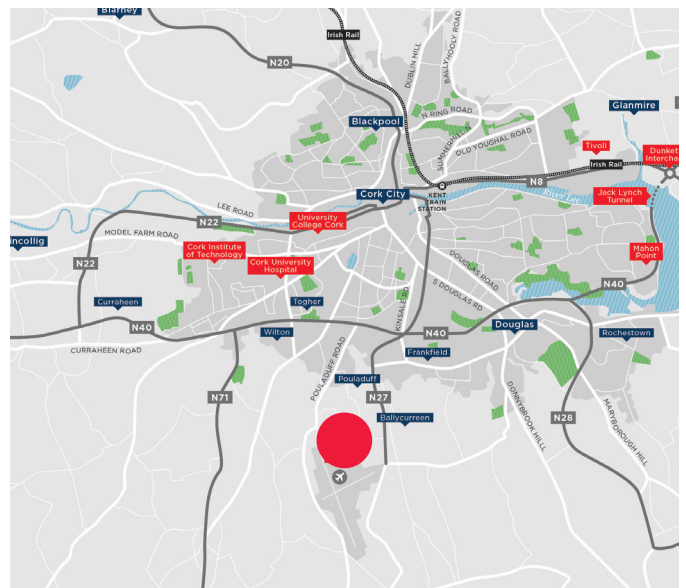 Blarney
Irish Rail
DUBLIN HILL
BALLYHOOLY ROAD
N20
Glanmire
N RING ROAD
Blackpool
SUMMERHILL N
OLD YOUGHAL ROAD
Tivoli
Dunkett
Interchan
Irish Rail
N8
Cork City
KENT
TRAIN
STATION
River Lee
Jack Lynch
Tunnel
LEE ROAD
N22
University
College Cork
incollig
MODEL FARM ROAD
Cork Institute
of Technology
Cork University
Hospital
Mahon
Point
N22
DOUGLAS ROAD
S DOUGLAS RD
N40
Curraheen
Togher
KINSALE RD
N40
Wilton
N40
Douglas
Rochestown
CURRAHEEN ROAD
POULADUFF ROAD
Frankfield
Pouladuff
N71
N27
Ballycurreen
DONNYBROOK HILLL
N28
MARYBOROUGH HILL